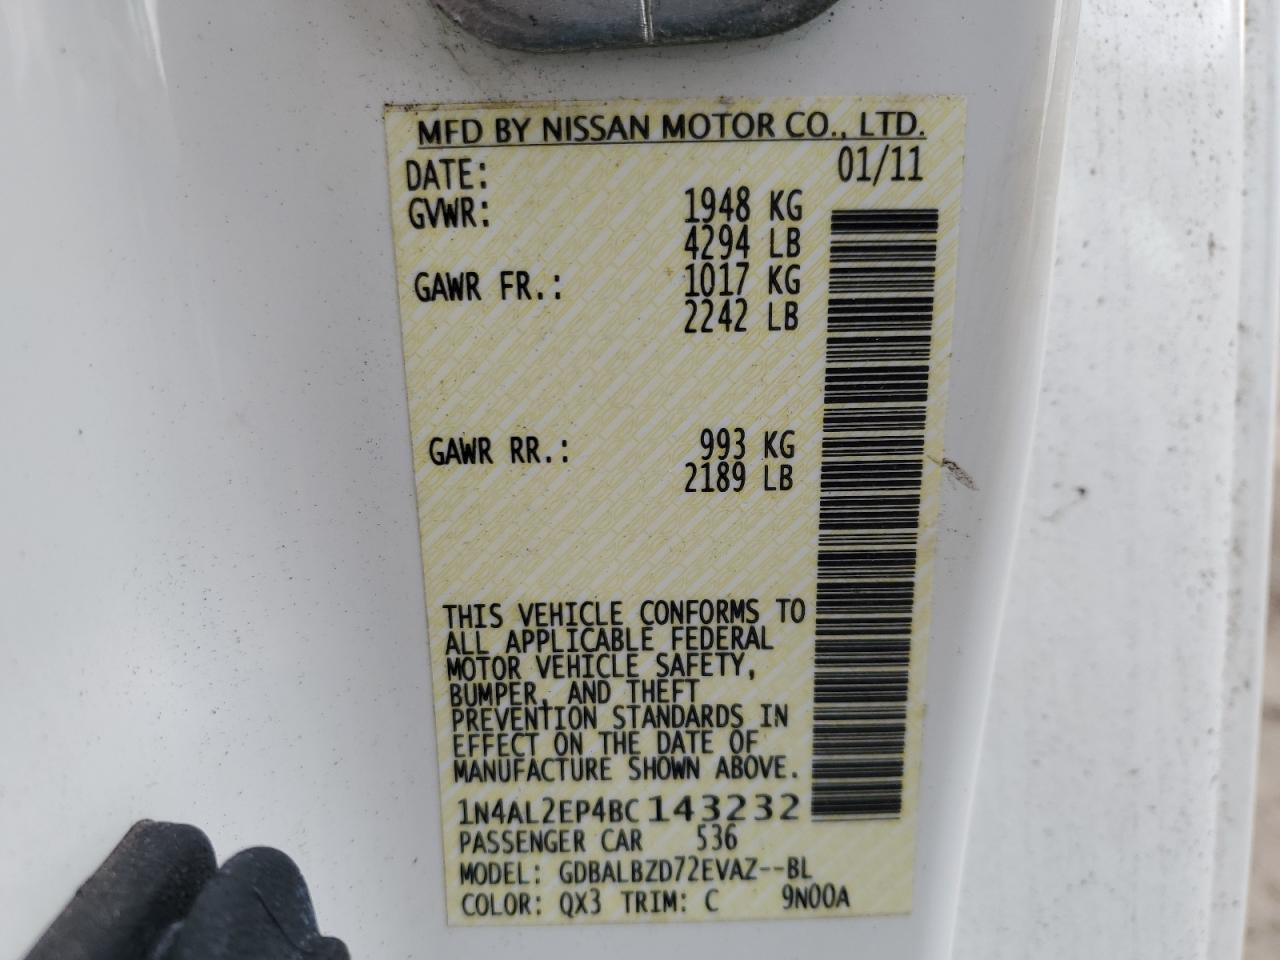 MFD BY NISSAN MOTOR CO., LTD.
DATE: 01/11
GVWR: 1948 KG
4294 LB
GAWR FR.: 1017 KG
2242 LB
GAWR RR.: 993 KG
2189 LB
THIS VEHICLE CONFORMS TO
ALL APPLICABLE FEDERAL
MOTOR VEHICLE SAFETY,
BUMPER, AND THEFT
PREVENTION STANDARDS IN
EFFECT ON THE DATE OF
MANUFACTURE SHOWN ABOVE.
1N4AL2EP4BC143232
PASSENGER CAR 536
MODEL: GDBALBZD72EVAZ--BL
COLOR: QX3 TRIM: C 9N00A